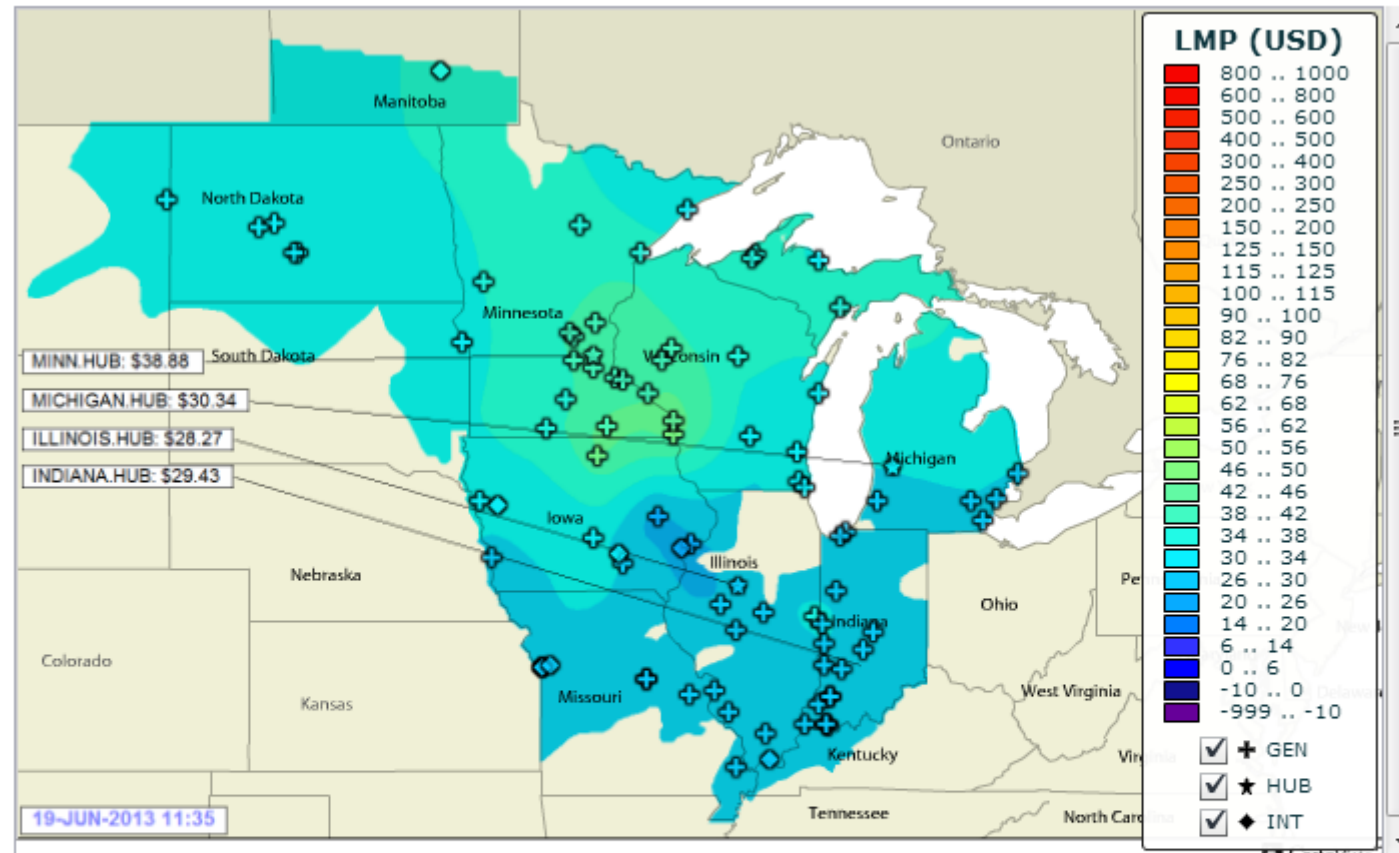 Manitoba
Ontario
North Dakota
Minnesota
South Dakota
Wisconsin
MINN.HUB: $38.88
MICHIGAN.HUB: $30.34
ILLINOIS.HUB: $28.27
INDIANA.HUB: $29.43
Michigan
Iowa
Illinois
Nebraska
Ohio
Indiana
Colorado
Kansas
Missouri
West Virginia
Kentucky
Tennessee
North Carolina
19-JUN-2013 11:35
LMP (USD)
800 .. 1000
600 .. 800
500 .. 600
400 .. 500
300 .. 400
250 .. 300
200 .. 250
150 .. 200
125 .. 150
115 .. 125
100 .. 115
90 .. 100
82 .. 90
76 .. 82
68 .. 76
62 .. 68
56 .. 62
50 .. 56
46 .. 50
42 .. 46
38 .. 42
34 .. 38
30 .. 34
26 .. 30
20 .. 26
14 .. 20
6 .. 14
0 .. 6
-10 .. 0
-999 .. -10
GEN
HUB
INT